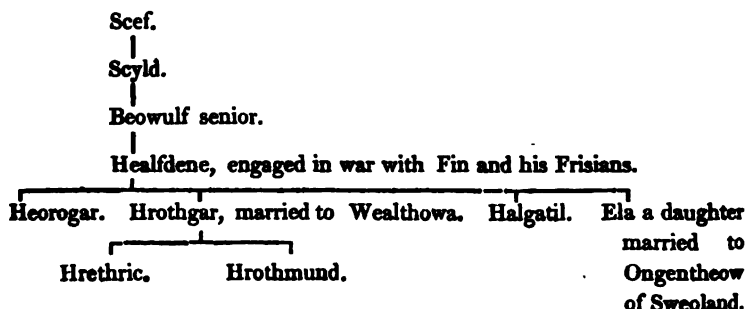 Scef.
Scyld.
Beowulf senior.
Healfdene, engaged in war with Fin and his Frisians.
Heorogar. Hrothgar, married to Wealthowa. Halgatil. Ela a daughter
married to
Hrethric. Hrothmund. Ongentheow
of Sweoland.